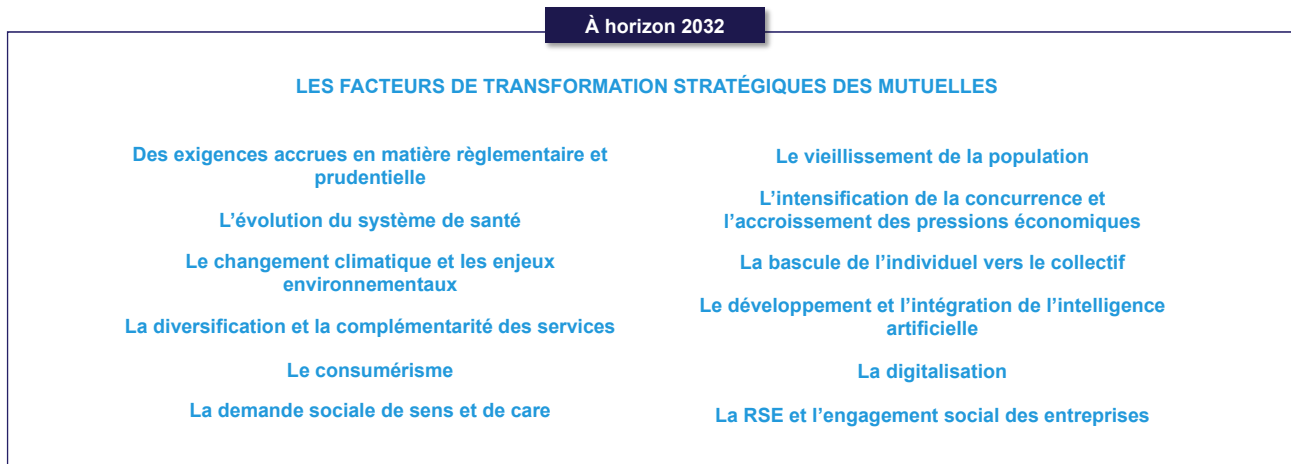 À horizon 2032
LES FACTEURS DE TRANSFORMATION STRATÉGIQUES DES MUTUELLES
Des exigences accrues en matière règlementaire et
prudentielle
L’évolution du système de santé
Le changement climatique et les enjeux
environnementaux
La diversification et la complémentarité des services
Le consumérisme
La demande sociale de sens et de care
Le vieillissement de la population
L’intensification de la concurrence et
l’accroissement des pressions économiques
La bascule de l’individuel vers le collectif
Le développement et l’intégration de l’intelligence
artificielle
La digitalisation
La RSE et l’engagement social des entreprises